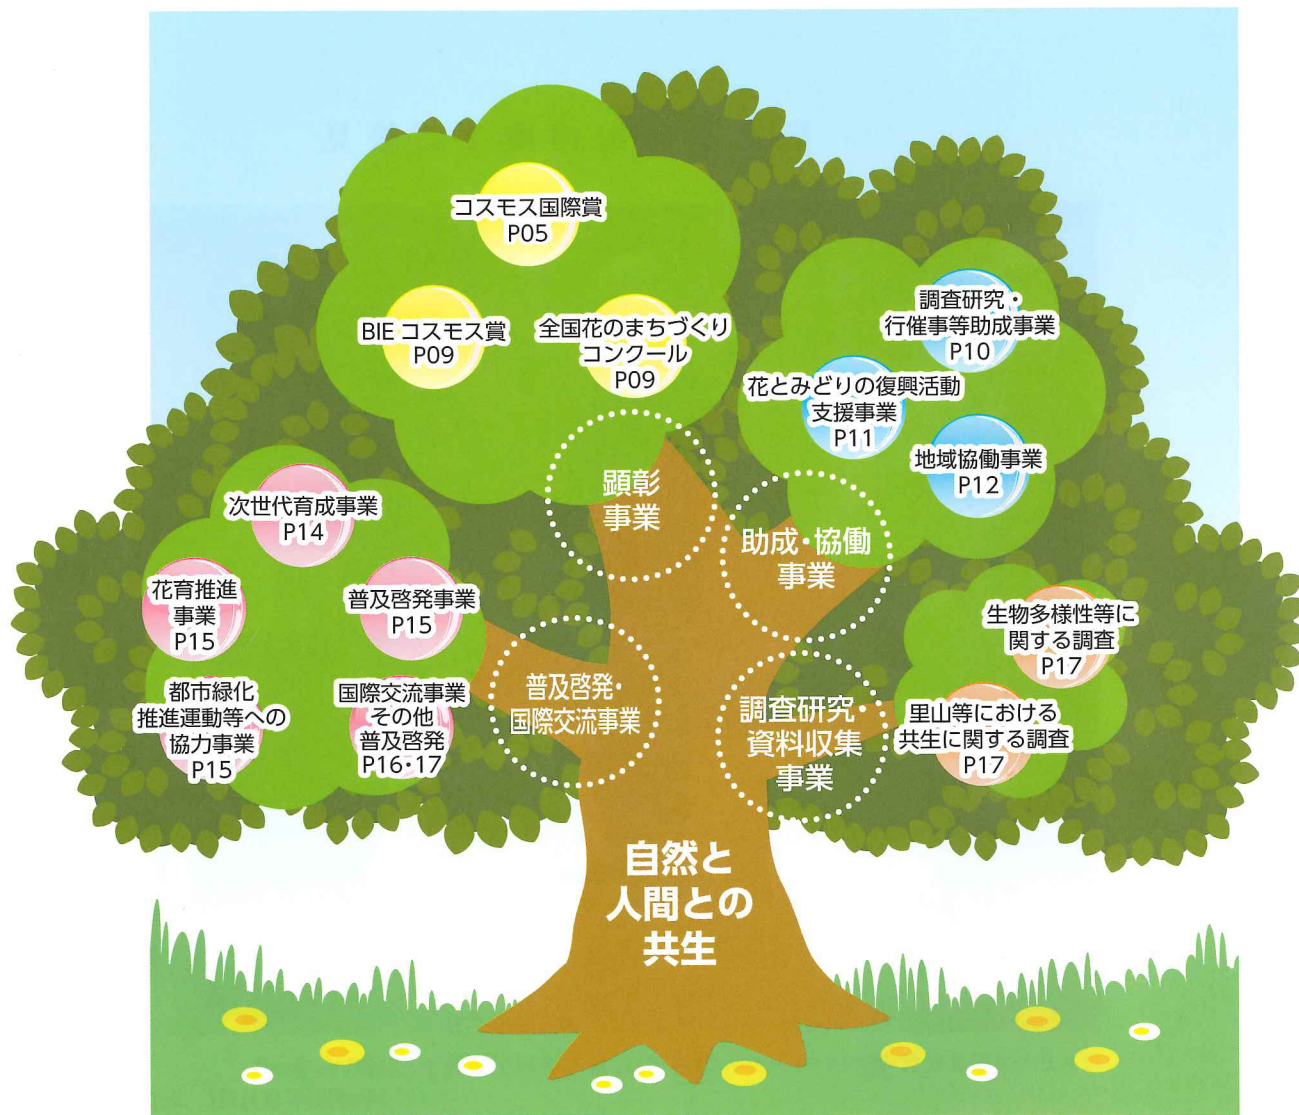 コスモス国際賞
P05
BIE コスモス賞
P09
全国花のまちづくり
コンクール
P09
調査研究・
行催事等助成事業
P10
花とみどりの復興活動
支援事業
P11
地域協働事業
P12
顕彰
事業
助成・協働
事業
次世代育成事業
P14
花育推進
事業
P15
普及啓発事業
P15
都市緑化
推進運動等への
協力事業
P15
国際交流事業
その他
普及啓発
P16・17
普及啓発・
国際交流事業
調査研究・
資料収集
事業
生物多様性等に
関する調査
P17
里山等における
共生に関する調査
P17
自然と
人間との
共生